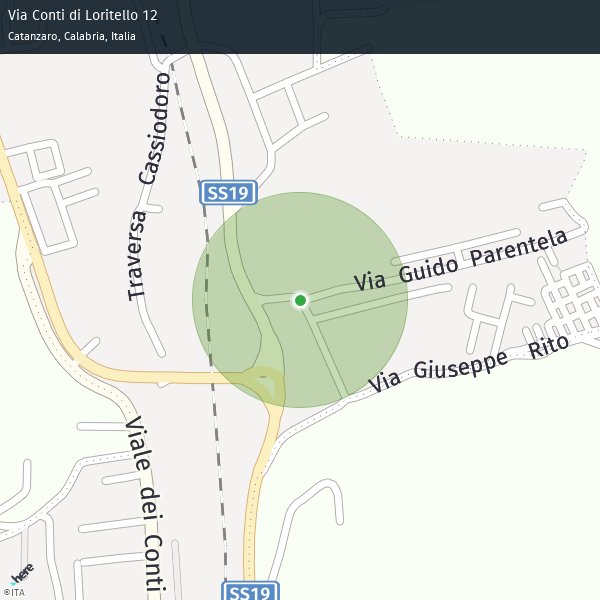 Via Conti di Loritello 12
Catanzaro, Calabria, Italia
Traversa Cassiodoro
SS19
Via Guido Parentela
Via Giuseppe Rito
Viale dei Conti
here
SS19
©ITA